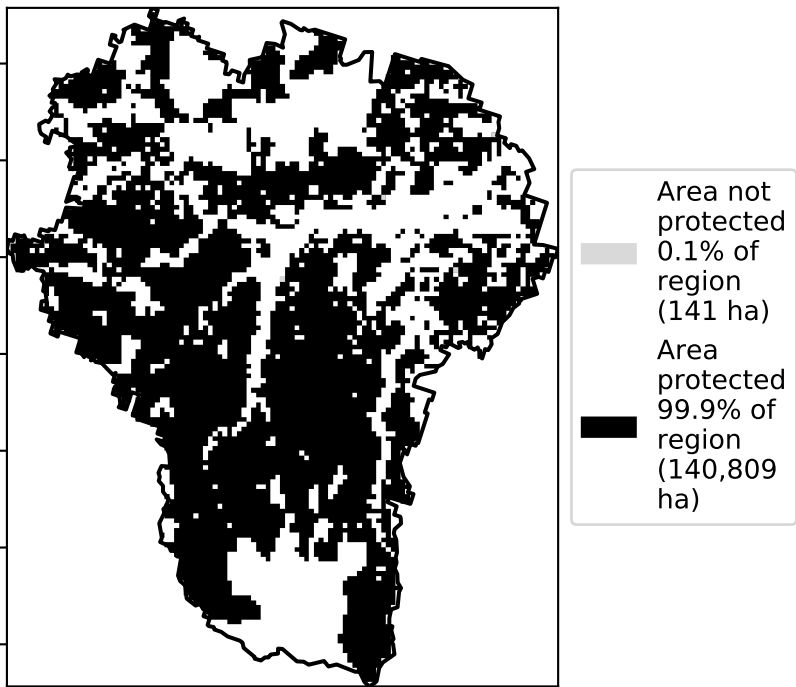 Area not
protected
0.1% of
region
(141 ha)
Area
protected
99.9% of
region
(140,809
ha)